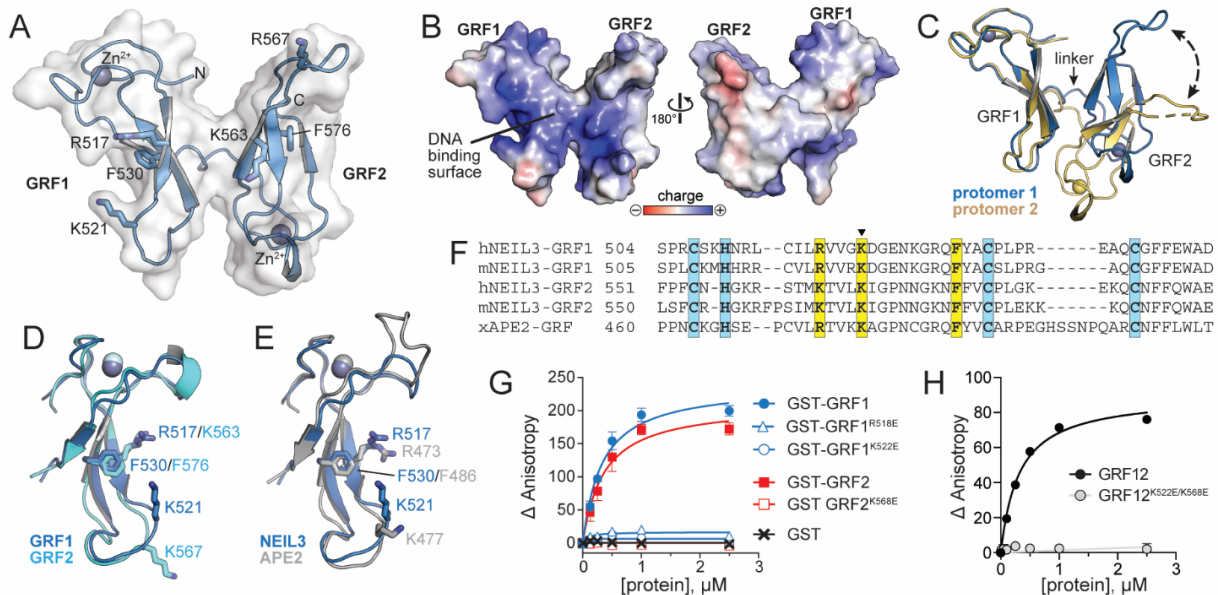 A
Zn2+
N
R567
C
R517
K563
F576
F530
GRF1
GRF2
K521
Zn2+
B
GRF1
GRF2
GRF2
GRF1
180°
DNA
binding
surface
charge
− +
C
linker
GRF1
GRF2
protomer 1
protomer 2
F
hNEIL3-GRF1 504 SPRCSKHNRL--CILRVVGKDGENKGRQFYACPLPR------EAQCGFFEWAD
mNEIL3-GRF1 505 SPLCKMHHRR--CVLRVVRKDGENKGRQFYACSLPRG-----AQCGFFEWAD
hNEIL3-GRF2 551 FPFCN-HGKR--STMKTVLKIGPNNGKNFFVCPLGK------EKQCNFFQWAE
mNEIL3-GRF2 550 LSFCR-HGKRFPSIMKTVLKIGPNNGKNFFVCPLEKK-----KQCNFFQWAE
xAPE2-GRF 460 PPNCKGHSE-PCVLRTVKKAGPNCGRQFYVCARPEGHSSNPQARCNFFLWLT
D
R517/K563
F530/F576
K521
K567
GRF1
GRF2
E
R517
R473
F530/F486
K521
K477
NEIL3
APE2
G
Δ Anisotropy
250
200
150
100
50
0
0 1 2 3
[protein], µM
GST-GRF1
GST-GRF1R518E
GST-GRF1K522E
GST-GRF2
GST GRF2K568E
GST
H
Δ Anisotropy
100
80
60
40
20
0
0 1 2 3
[protein], µM
GRF12
GRF12K522E/K568E